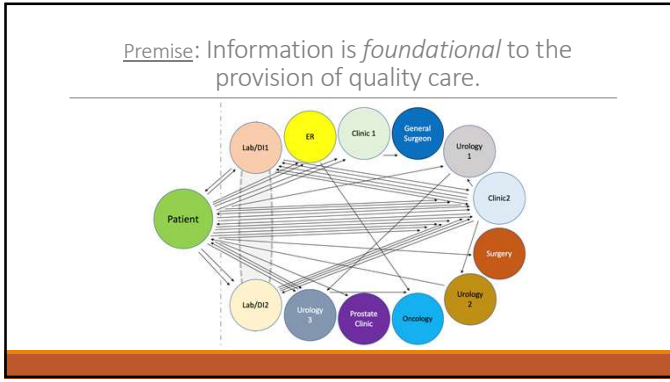 Premise: Information is foundational to the
provision of quality care.
Lab/DI1
ER
Clinic 1
General
Surgeon
Urology
1
Clinic2
Patient
Surgery
Lab/DI2
Urology
3
Prostate
Clinic
Oncology
Urology
2